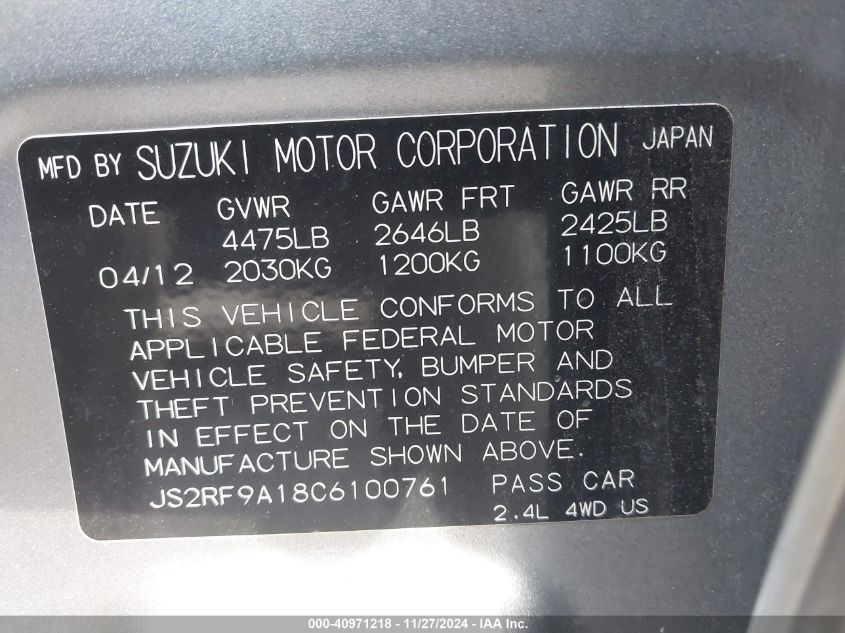 MFD BY SUZUKI MOTOR CORPORATION JAPAN
DATE GVWR GAWR FRT GAWR RR
4475LB 2646LB 2425LB
04/12 2030KG 1200KG 1100KG
THIS VEHICLE CONFORMS TO ALL
APPLICABLE FEDERAL MOTOR
VEHICLE SAFETY, BUMPER AND
THEFT PREVENTION STANDARDS
IN EFFECT ON THE DATE OF
MANUFACTURE SHOWN ABOVE.
JS2RF9A18C6100761 PASS CAR
2.4L 4WD US
000-40971218 - 11/27/2024 - IAA Inc.